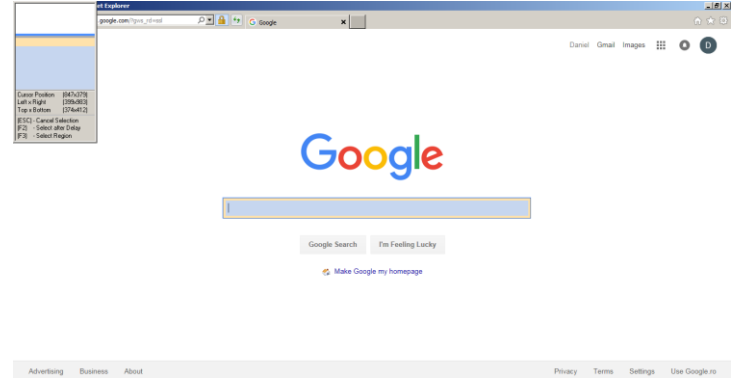 et Explorer
google.com/?gws_rd=ssl
Google
Daniel Gmail Images
D
Cursor Position (847x379)
Left x Right (399x983)
Top x Bottom (374x412)
[ESC] - Cancel Selection
[F2] - Select after Delay
[F3] - Select Region
Google
Google Search I'm Feeling Lucky
Make Google my homepage
Advertising Business About Privacy Terms Settings Use Google.ro